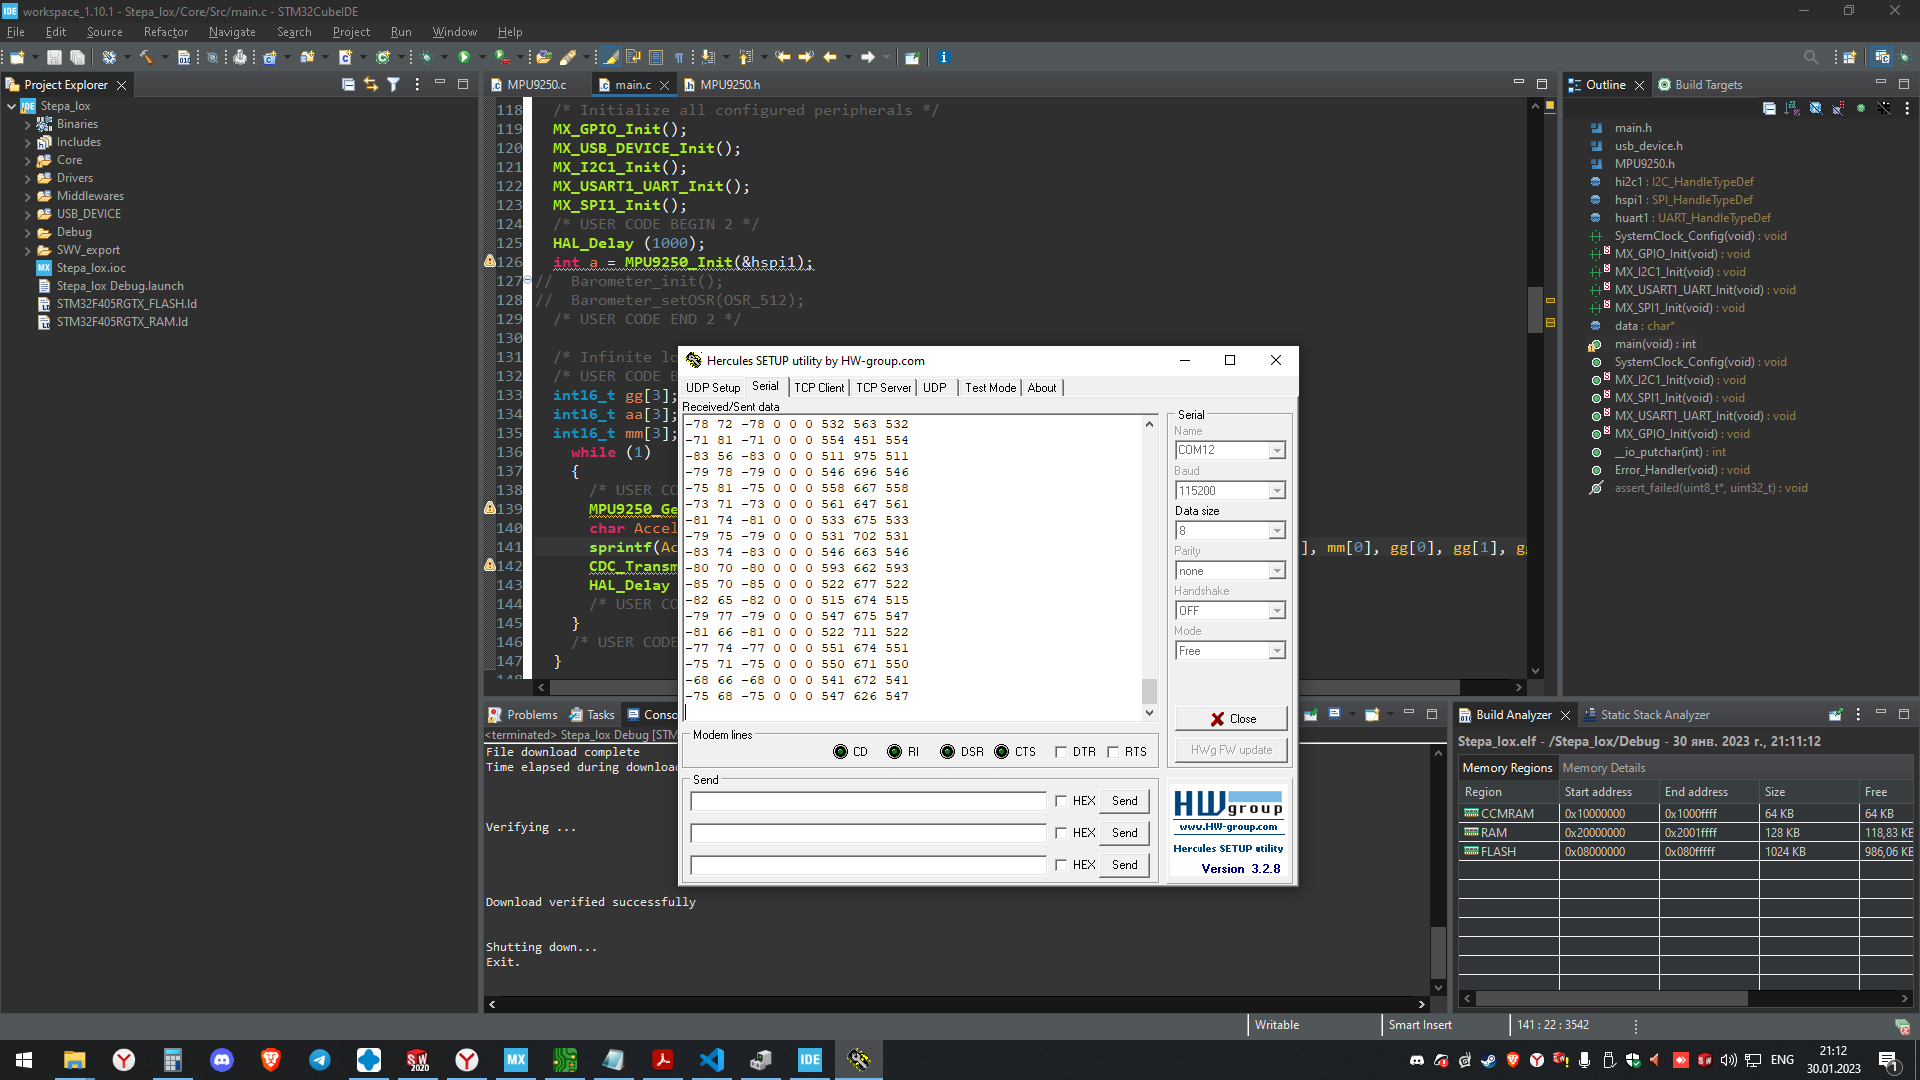 workspace_1.10.1 - Stepa_lox/Core/Src/main.c - STM32CubeIDE
File Edit Source Refactor Navigate Search Project Run Window Help
Project Explorer
Stepa_lox
Binaries
Includes
Core
Drivers
Middlewares
USB_DEVICE
Debug
SWV_export
Stepa_lox.ioc
Stepa_lox Debug.launch
STM32F405RGTX_FLASH.ld
STM32F405RGTX_RAM.ld
MPU9250.c main.c MPU9250.h
118 /* Initialize all configured peripherals */
119 MX_GPIO_Init();
120 MX_USB_DEVICE_Init();
121 MX_I2C1_Init();
122 MX_USART1_UART_Init();
123 MX_SPI1_Init();
124 /* USER CODE BEGIN 2 */
125 HAL_Delay (1000);
126 int a = MPU9250_Init(&hspi1);
127 // Barometer_init();
128 // Barometer_setOSR(OSR_512);
129 /* USER CODE END 2 */
130
131 /* Infinite lo
132 /* USER CODE B
133 int16_t gg[3];
134 int16_t aa[3];
135 int16_t mm[3];
136 while (1)
137 {
138 /* USER CO
139 MPU9250_Ge
140 char Accel
141 sprintf(Ac ], mm[0], gg[0], gg[1], g
142 CDC_Transm
143 HAL_Delay
144 /* USER CO
145 }
146 /* USER CODE
147 }
Hercules SETUP utility by HW-group.com
UDP Setup Serial TCP Client TCP Server UDP Test Mode About
Received/Sent data
-78 72 -78 0 0 0 532 563 532
-71 81 -71 0 0 0 554 451 554
-83 56 -83 0 0 0 511 975 511
-79 78 -79 0 0 0 546 696 546
-75 81 -75 0 0 0 558 667 558
-73 71 -73 0 0 0 561 647 561
-81 74 -81 0 0 0 533 675 533
-79 75 -79 0 0 0 531 702 531
-83 74 -83 0 0 0 546 663 546
-80 70 -80 0 0 0 593 662 593
-85 70 -85 0 0 0 522 677 522
-82 65 -82 0 0 0 515 674 515
-79 77 -79 0 0 0 547 675 547
-81 66 -81 0 0 0 522 711 522
-77 74 -77 0 0 0 551 674 551
-75 71 -75 0 0 0 550 671 550
-68 66 -68 0 0 0 541 672 541
-75 68 -75 0 0 0 547 626 547
Serial
Name
COM12
Baud
115200
Data size
8
Parity
none
Handshake
OFF
Mode
Free
Close
HWg FW update
Modem lines
CD RI DSR CTS DTR RTS
Send
HEX Send
HEX Send
HEX Send
HW group
www.HW-group.com
Hercules SETUP utility
Version 3.2.8
Problems Tasks Conso
<terminated> Stepa_lox Debug [STM
File download complete
Time elapsed during downloa
Verifying ...
Download verified successfully
Shutting down...
Exit.
Outline Build Targets
main.h
usb_device.h
MPU9250.h
hi2c1 : I2C_HandleTypeDef
hspi1 : SPI_HandleTypeDef
huart1 : UART_HandleTypeDef
SystemClock_Config(void) : void
MX_GPIO_Init(void) : void
MX_I2C1_Init(void) : void
MX_USART1_UART_Init(void) : void
MX_SPI1_Init(void) : void
data : char*
main(void) : int
SystemClock_Config(void) : void
MX_I2C1_Init(void) : void
MX_SPI1_Init(void) : void
MX_USART1_UART_Init(void) : void
MX_GPIO_Init(void) : void
__io_putchar(int) : int
Error_Handler(void) : void
assert_failed(uint8_t*, uint32_t) : void
Build Analyzer Static Stack Analyzer
Stepa_lox.elf - /Stepa_lox/Debug - 30 янв. 2023 г., 21:11:12
Memory Regions Memory Details
Region Start address End address Size Free
CCMRAM 0x10000000 0x1000ffff 64 KB 64 KB
RAM 0x20000000 0x2001ffff 128 KB 118,83 KB
FLASH 0x08000000 0x080fffff 1024 KB 986,06 KB
Writable Smart Insert 141 : 22 : 3542
ENG
21:12
30.01.2023